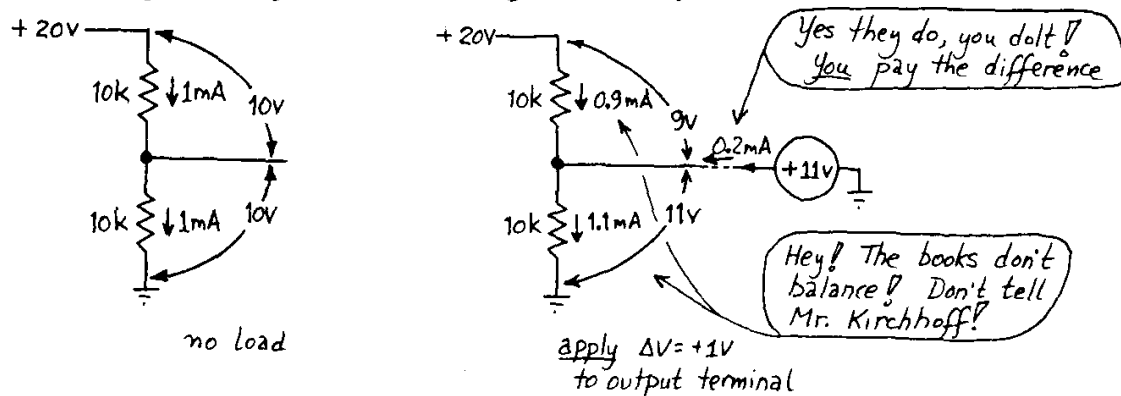 +20V
10k
↓1mA
10V
10k
↓1mA
10V
no load
+20V
10k
↓0.9mA
9V
0.2mA
+11V
10k
↓1.1mA
11V
apply ΔV=+1V
to output terminal
Yes they do, you dolt!
You pay the difference
Hey! The books don't
balance! Don't tell
Mr. Kirchhoff!